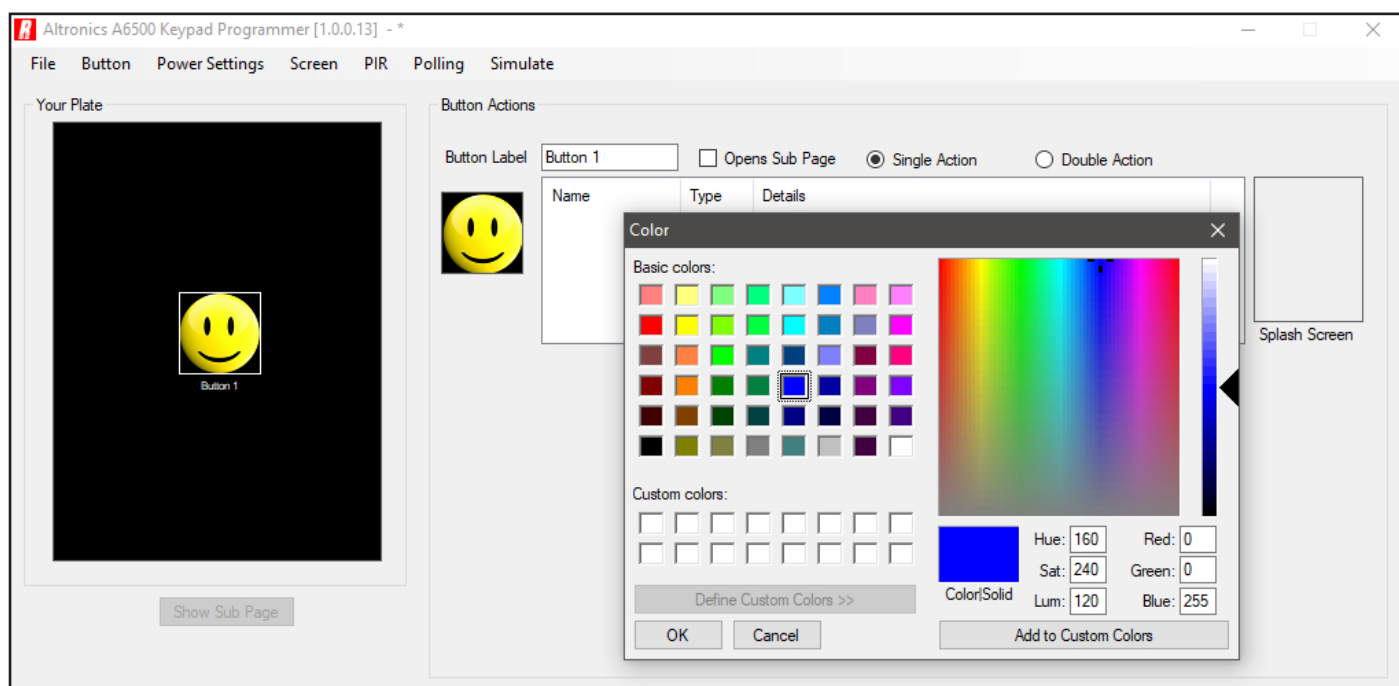 Altronics A6500 Keypad Programmer [1.0.0.13] - *
File Button Power Settings Screen PIR Polling Simulate
Your Plate
Button 1
Show Sub Page
Button Actions
Button Label Button 1 Opens Sub Page Single Action Double Action
Name Type Details
Splash Screen
Color
Basic colors:
Custom colors:
Define Custom Colors >>
OK Cancel
Color|Solid
Hue: 160 Red: 0
Sat: 240 Green: 0
Lum: 120 Blue: 255
Add to Custom Colors